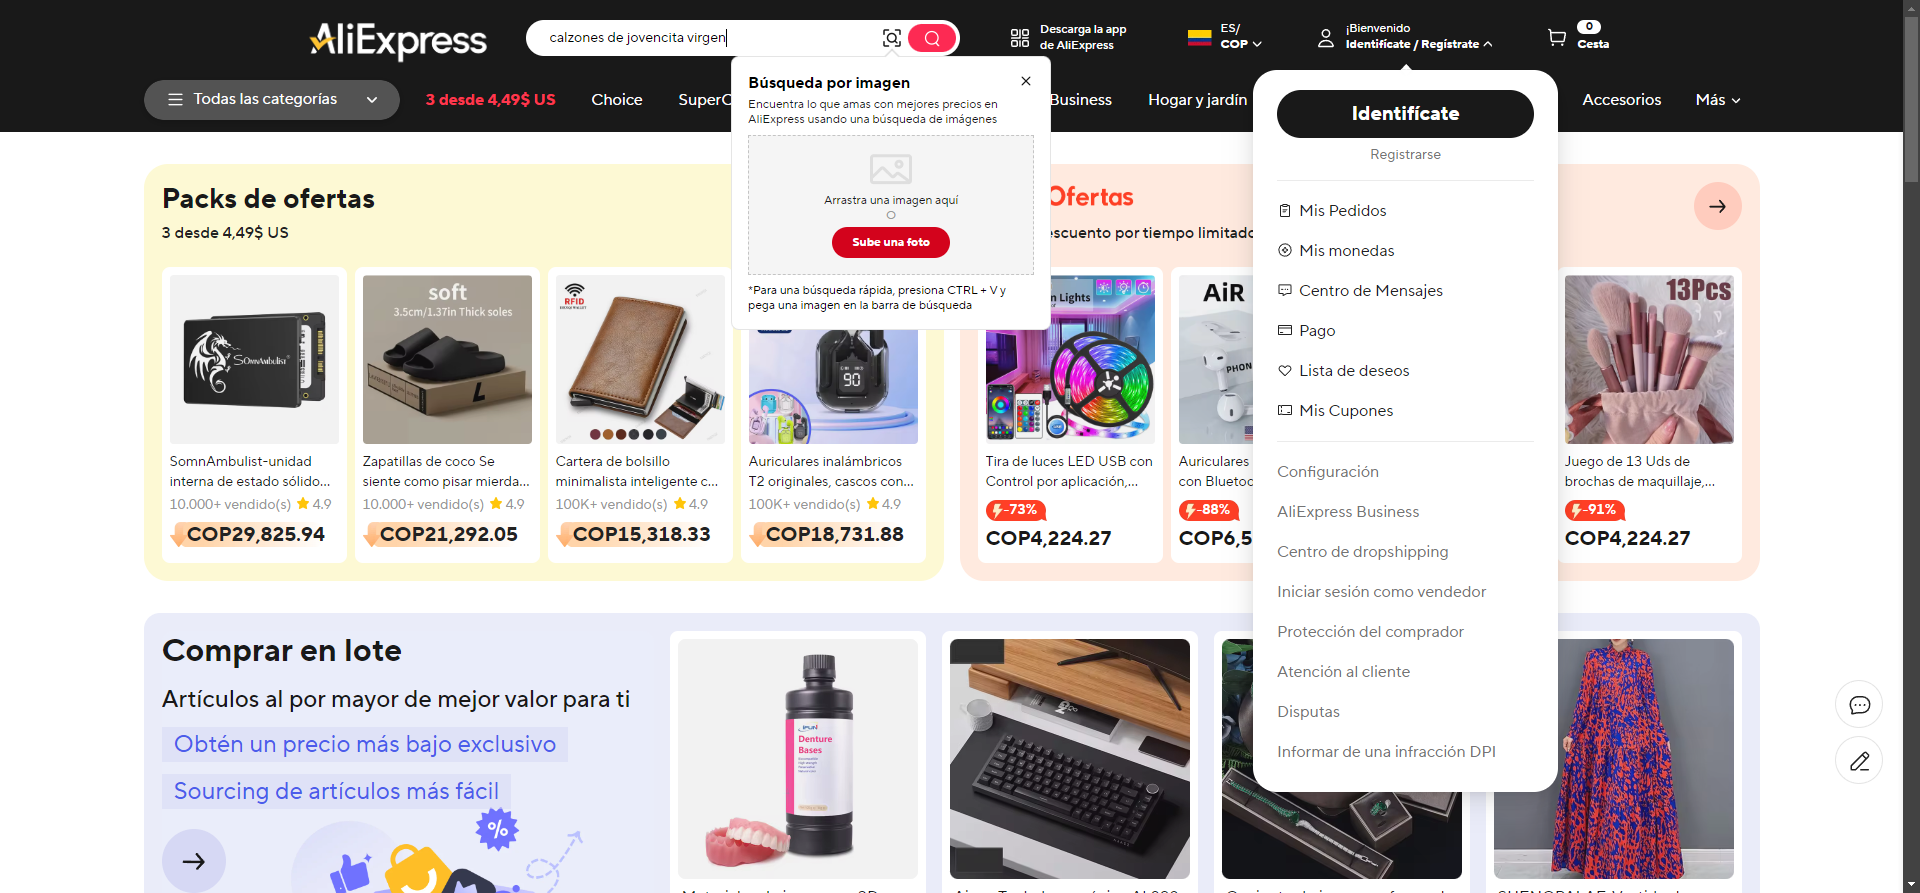 AliExpress
calzones de jovencita virgen
Descarga la app
de AliExpress
ES/
COP
¡Bienvenido
Identifícate / Regístrate
0
Cesta
Todas las categorías
3 desde 4,49$ US
Choice
SuperC
Business
Hogar y jardín
Accesorios
Más
Búsqueda por imagen
Encuentra lo que amas con mejores precios en
AliExpress usando una búsqueda de imágenes
Arrastra una imagen aquí
O
Sube una foto
*Para una búsqueda rápida, presiona CTRL + V y
pega una imagen en la barra de búsqueda
Identifícate
Registrarse
Mis Pedidos
Mis monedas
Centro de Mensajes
Pago
Lista de deseos
Mis Cupones
Configuración
AliExpress Business
Centro de dropshipping
Iniciar sesión como vendedor
Protección del comprador
Atención al cliente
Disputas
Informar de una infracción DPI
Packs de ofertas
3 desde 4,49$ US
SomnAmbulist
SomnAmbulist-unidad
interna de estado sólido...
10.000+ vendido(s) 4.9
COP29,825.94
soft
3.5cm/1.37in Thick soles
Zapatillas de coco Se
siente como pisar mierda...
10.000+ vendido(s) 4.9
COP21,292.05
RFID
Cartera de bolsillo
minimalista inteligente c...
100K+ vendido(s) 4.9
COP15,318.33
90
Auriculares inalámbricos
T2 originales, cascos con...
100K+ vendido(s) 4.9
COP18,731.88
Ofertas
escuento por tiempo limitado
n Lights
Tira de luces LED USB con
Control por aplicación,...
-73%
COP4,224.27
AiR
PHON
Auriculares
con Bluetoo
-88%
COP6,5
13Pcs
Juego de 13 Uds de
brochas de maquillaje,...
-91%
COP4,224.27
Comprar en lote
Artículos al por mayor de mejor valor para ti
Obtén un precio más bajo exclusivo
Sourcing de artículos más fácil
%
Denture
Bases